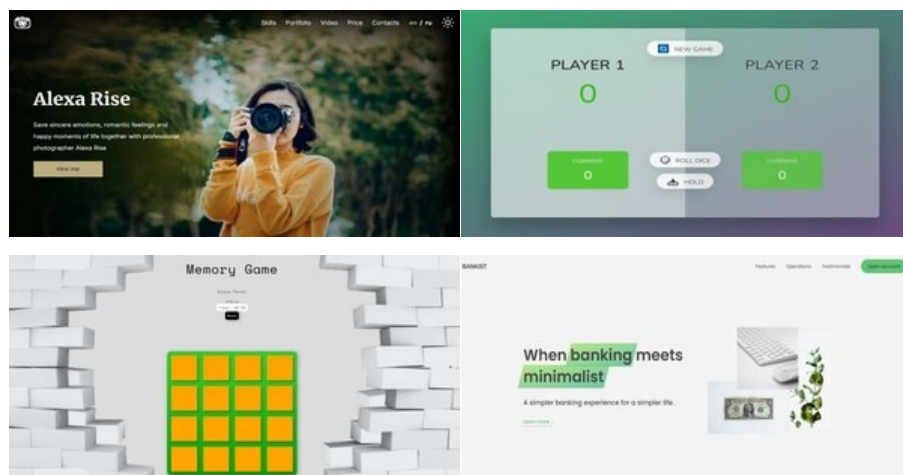 Skills Portfolio Video Price Contacts en / ru
Alexa Rise
Save sincere emotions, romantic feelings and
happy moments of life together with professional
photographer Alexa Rise
Hire me
NEW GAME
PLAYER 1 PLAYER 2
0 0
CURRENT CURRENT
0 0
ROLL DICE
HOLD
Memory Game
BANKIST
Features Operations Testimonials Open account
When banking meets
minimalist
A simpler banking experience for a simpler life.
Learn more